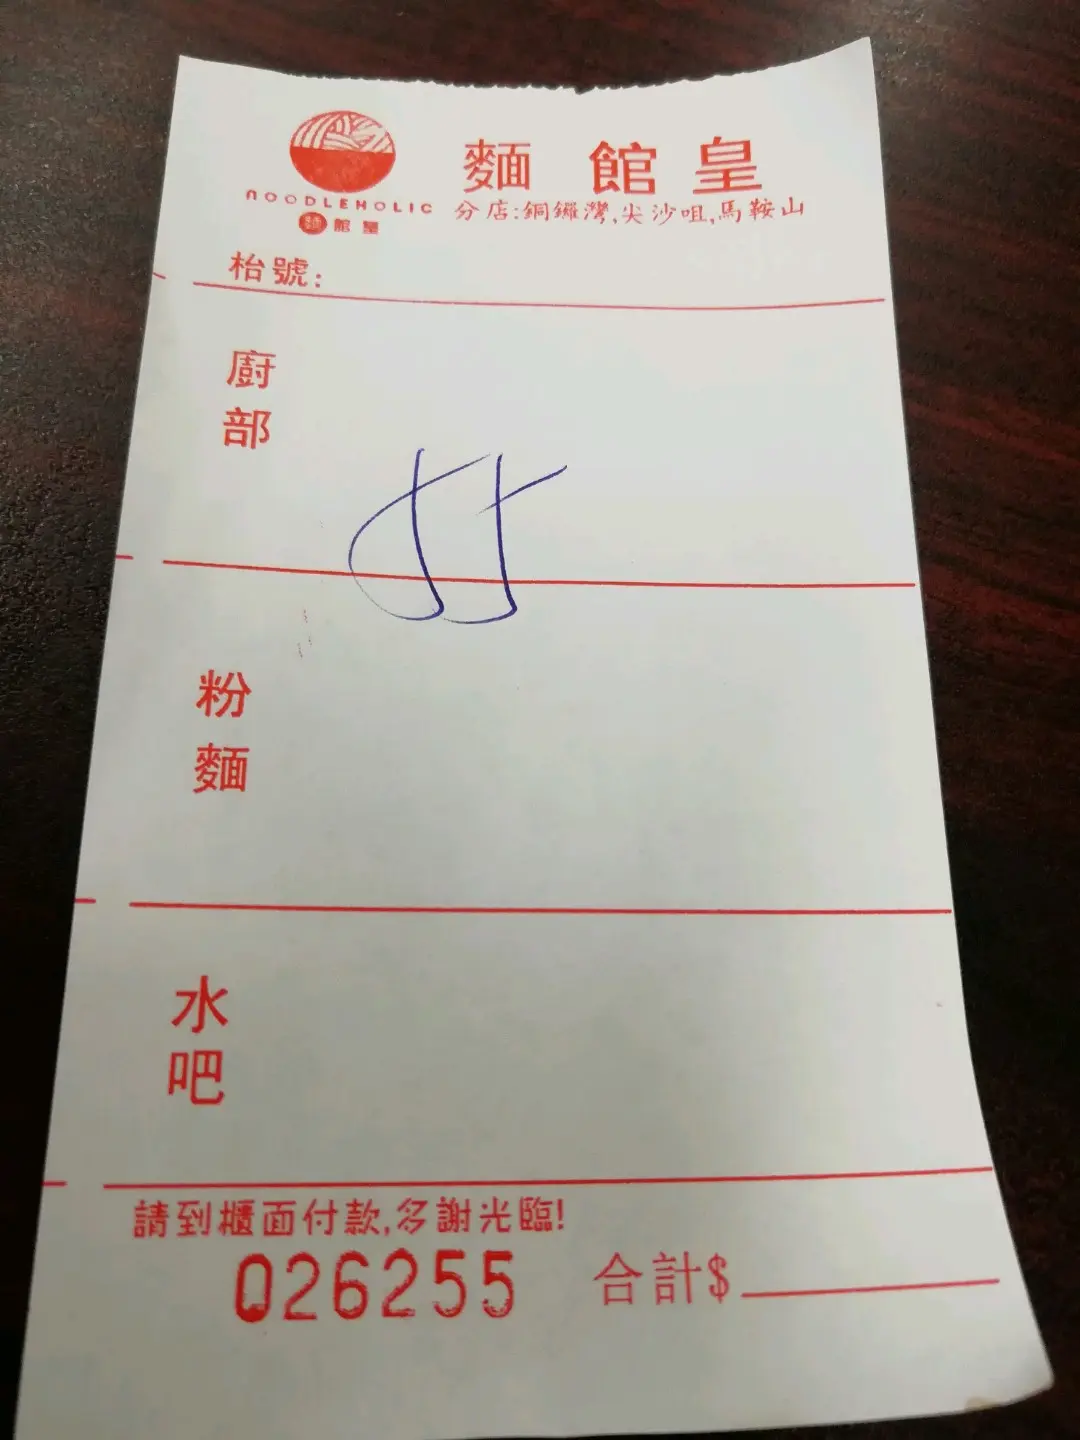 麵 館 皇
NOODLEHOLIC
麵 館 皇
分店:銅鑼灣,尖沙咀,馬鞍山
枱號:
廚部
粉麵
水吧
請到櫃面付款,多謝光臨!
026255 合計$